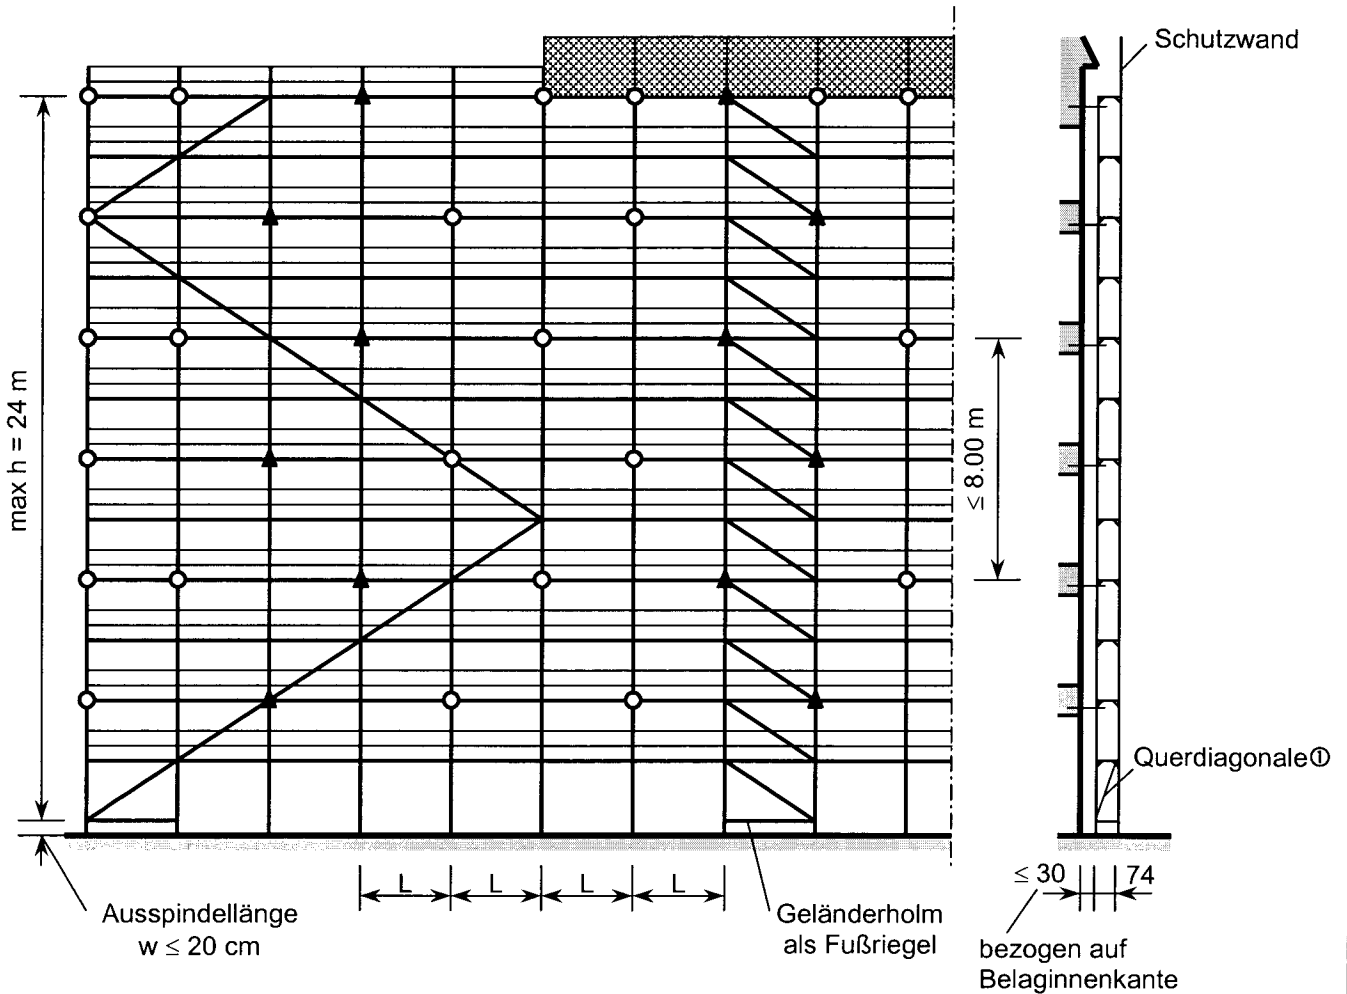 Schutzwand
max h = 24 m
≤ 8.00 m
Querdiagonale①
L L L L
≤ 30 74
Ausspindellänge
w ≤ 20 cm
Geländerholm
als Fußriegel
bezogen auf
Belaginnenkante